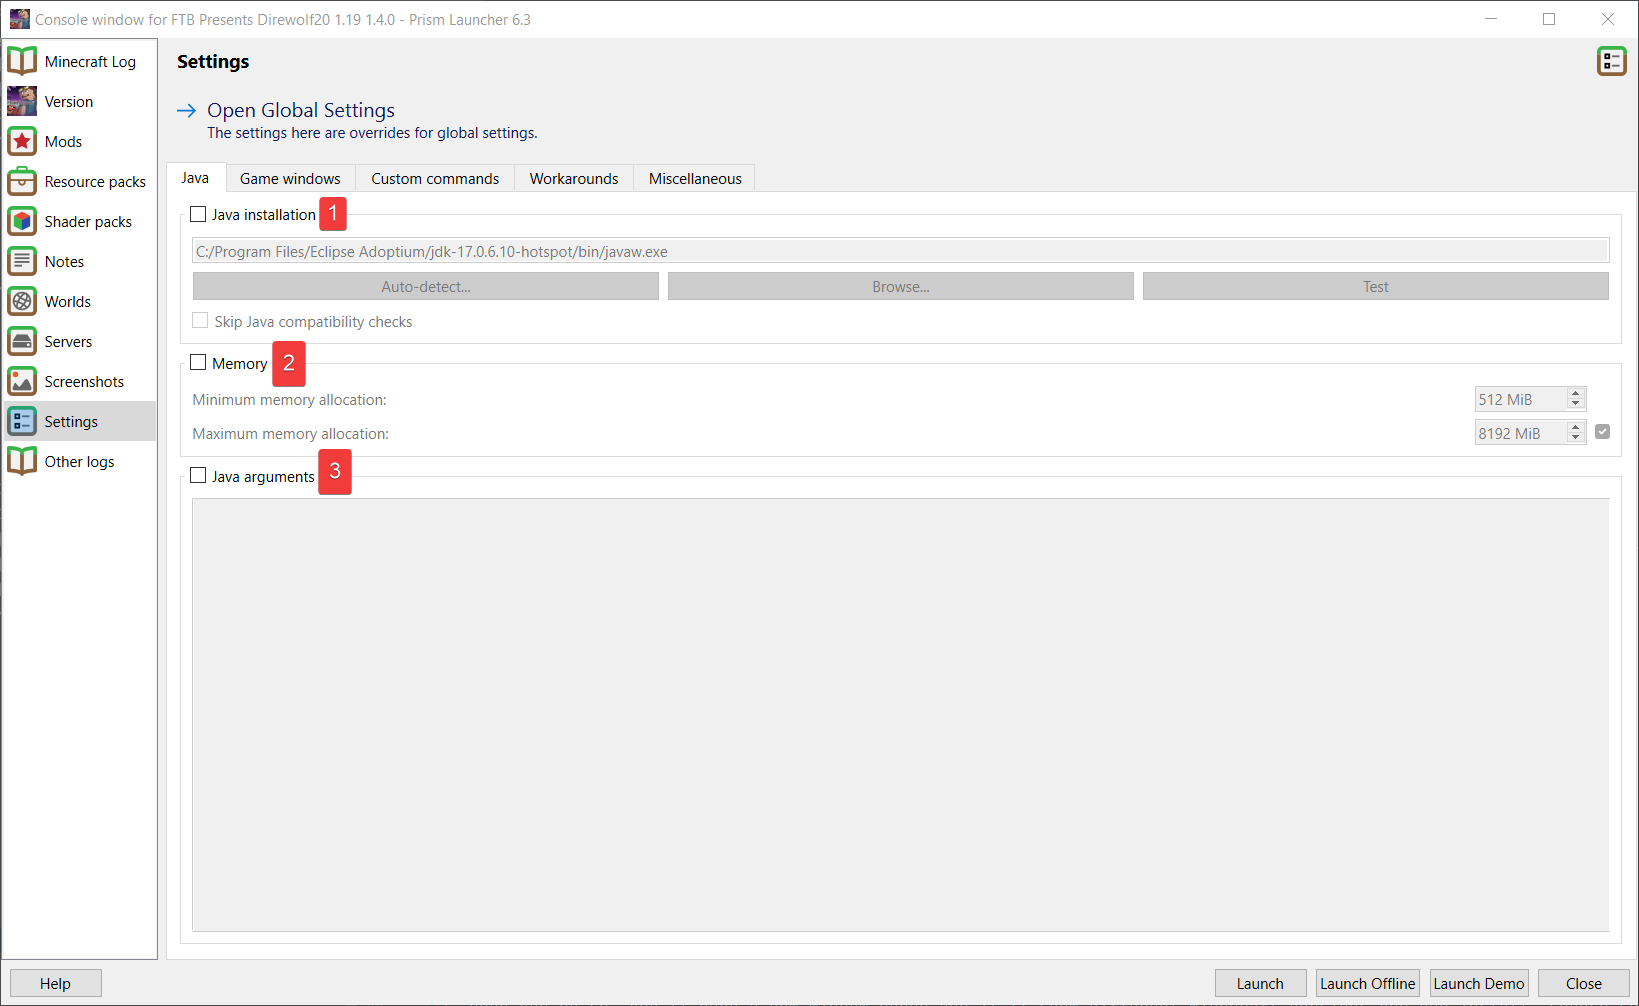 Console window for FTB Presents Direwolf20 1.19 1.4.0 - Prism Launcher 6.3
Minecraft Log
Version
Mods
Resource packs
Shader packs
Notes
Worlds
Servers
Screenshots
Settings
Other logs
Settings
Open Global Settings
The settings here are overrides for global settings.
Java Game windows Custom commands Workarounds Miscellaneous
Java installation 1
C:/Program Files/Eclipse Adoptium/jdk-17.0.6.10-hotspot/bin/javaw.exe
Auto-detect... Browse... Test
Skip Java compatibility checks
Memory 2
Minimum memory allocation: 512 MiB
Maximum memory allocation: 8192 MiB
Java arguments 3
Help Launch Launch Offline Launch Demo Close